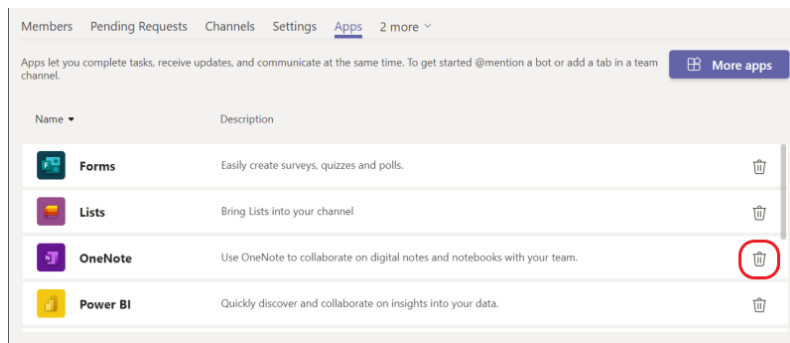 Members Pending Requests Channels Settings Apps 2 more
Apps let you complete tasks, receive updates, and communicate at the same time. To get started @mention a bot or add a tab in a team
channel.
More apps
Name Description
Forms Easily create surveys, quizzes and polls.
Lists Bring Lists into your channel
OneNote Use OneNote to collaborate on digital notes and notebooks with your team.
Power BI Quickly discover and collaborate on insights into your data.